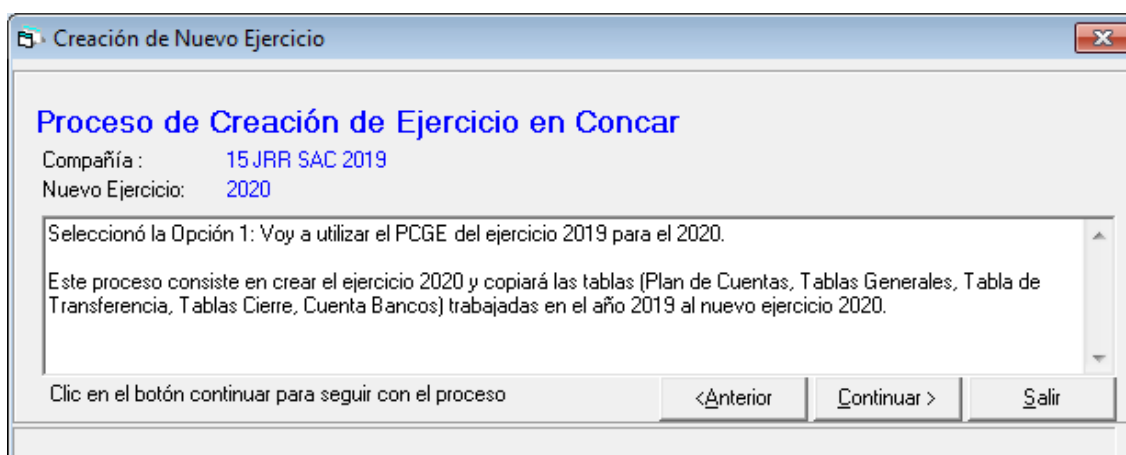 Creación de Nuevo Ejercicio
Proceso de Creación de Ejercicio en Concar
Compañía : 15 JRR SAC 2019
Nuevo Ejercicio: 2020
Seleccionó la Opción 1: Voy a utilizar el PCGE del ejercicio 2019 para el 2020.
Este proceso consiste en crear el ejercicio 2020 y copiará las tablas (Plan de Cuentas, Tablas Generales, Tabla de
Transferencia, Tablas Cierre, Cuenta Bancos) trabajadas en el año 2019 al nuevo ejercicio 2020.
Clic en el botón continuar para seguir con el proceso
<Anterior Continuar > Salir